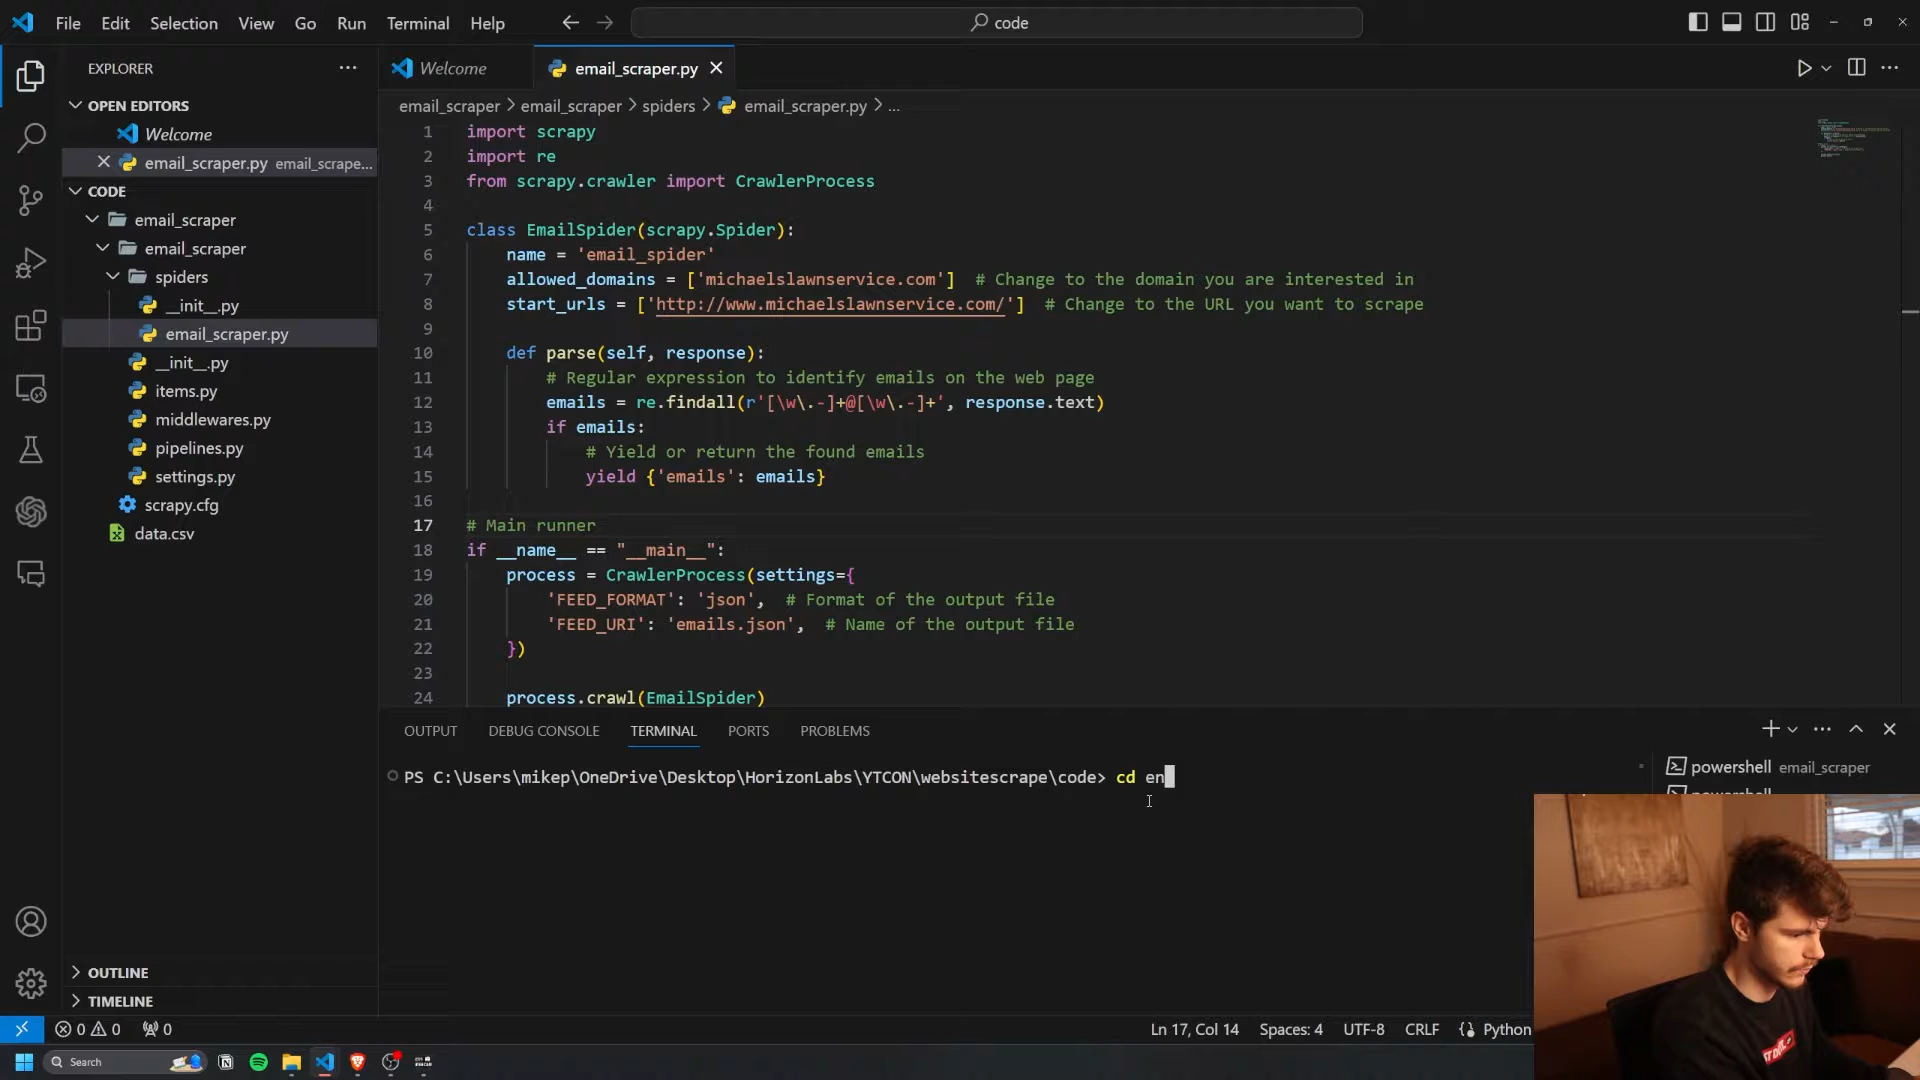 File Edit Selection View Go Run Terminal Help
code
EXPLORER
OPEN EDITORS
Welcome
email_scraper.py email_scrape...
CODE
email_scraper
email_scraper
spiders
__init__.py
email_scraper.py
__init__.py
items.py
middlewares.py
pipelines.py
settings.py
scrapy.cfg
data.csv
OUTLINE
TIMELINE
Welcome
email_scraper.py
email_scraper > email_scraper > spiders > email_scraper.py > ...
1 import scrapy
2 import re
3 from scrapy.crawler import CrawlerProcess
4
5 class EmailSpider(scrapy.Spider):
6 name = 'email_spider'
7 allowed_domains = ['michaelslawnservice.com'] # Change to the domain you are interested in
8 start_urls = ['http://www.michaelslawnservice.com/'] # Change to the URL you want to scrape
9
10 def parse(self, response):
11 # Regular expression to identify emails on the web page
12 emails = re.findall(r'[\w\.-]+@[\w\.-]+', response.text)
13 if emails:
14 # Yield or return the found emails
15 yield {'emails': emails}
16
17 # Main runner
18 if __name__ == "__main__":
19 process = CrawlerProcess(settings={
20 'FEED_FORMAT': 'json', # Format of the output file
21 'FEED_URI': 'emails.json', # Name of the output file
22 })
23
24 process.crawl(EmailSpider)
OUTPUT DEBUG CONSOLE TERMINAL PORTS PROBLEMS
PS C:\Users\mikep\OneDrive\Desktop\HorizonLabs\YTCON\websitescrape\code> cd en
powershell email_scraper
powershell
0 0 0
Ln 17, Col 14 Spaces: 4 UTF-8 CRLF Python
Search